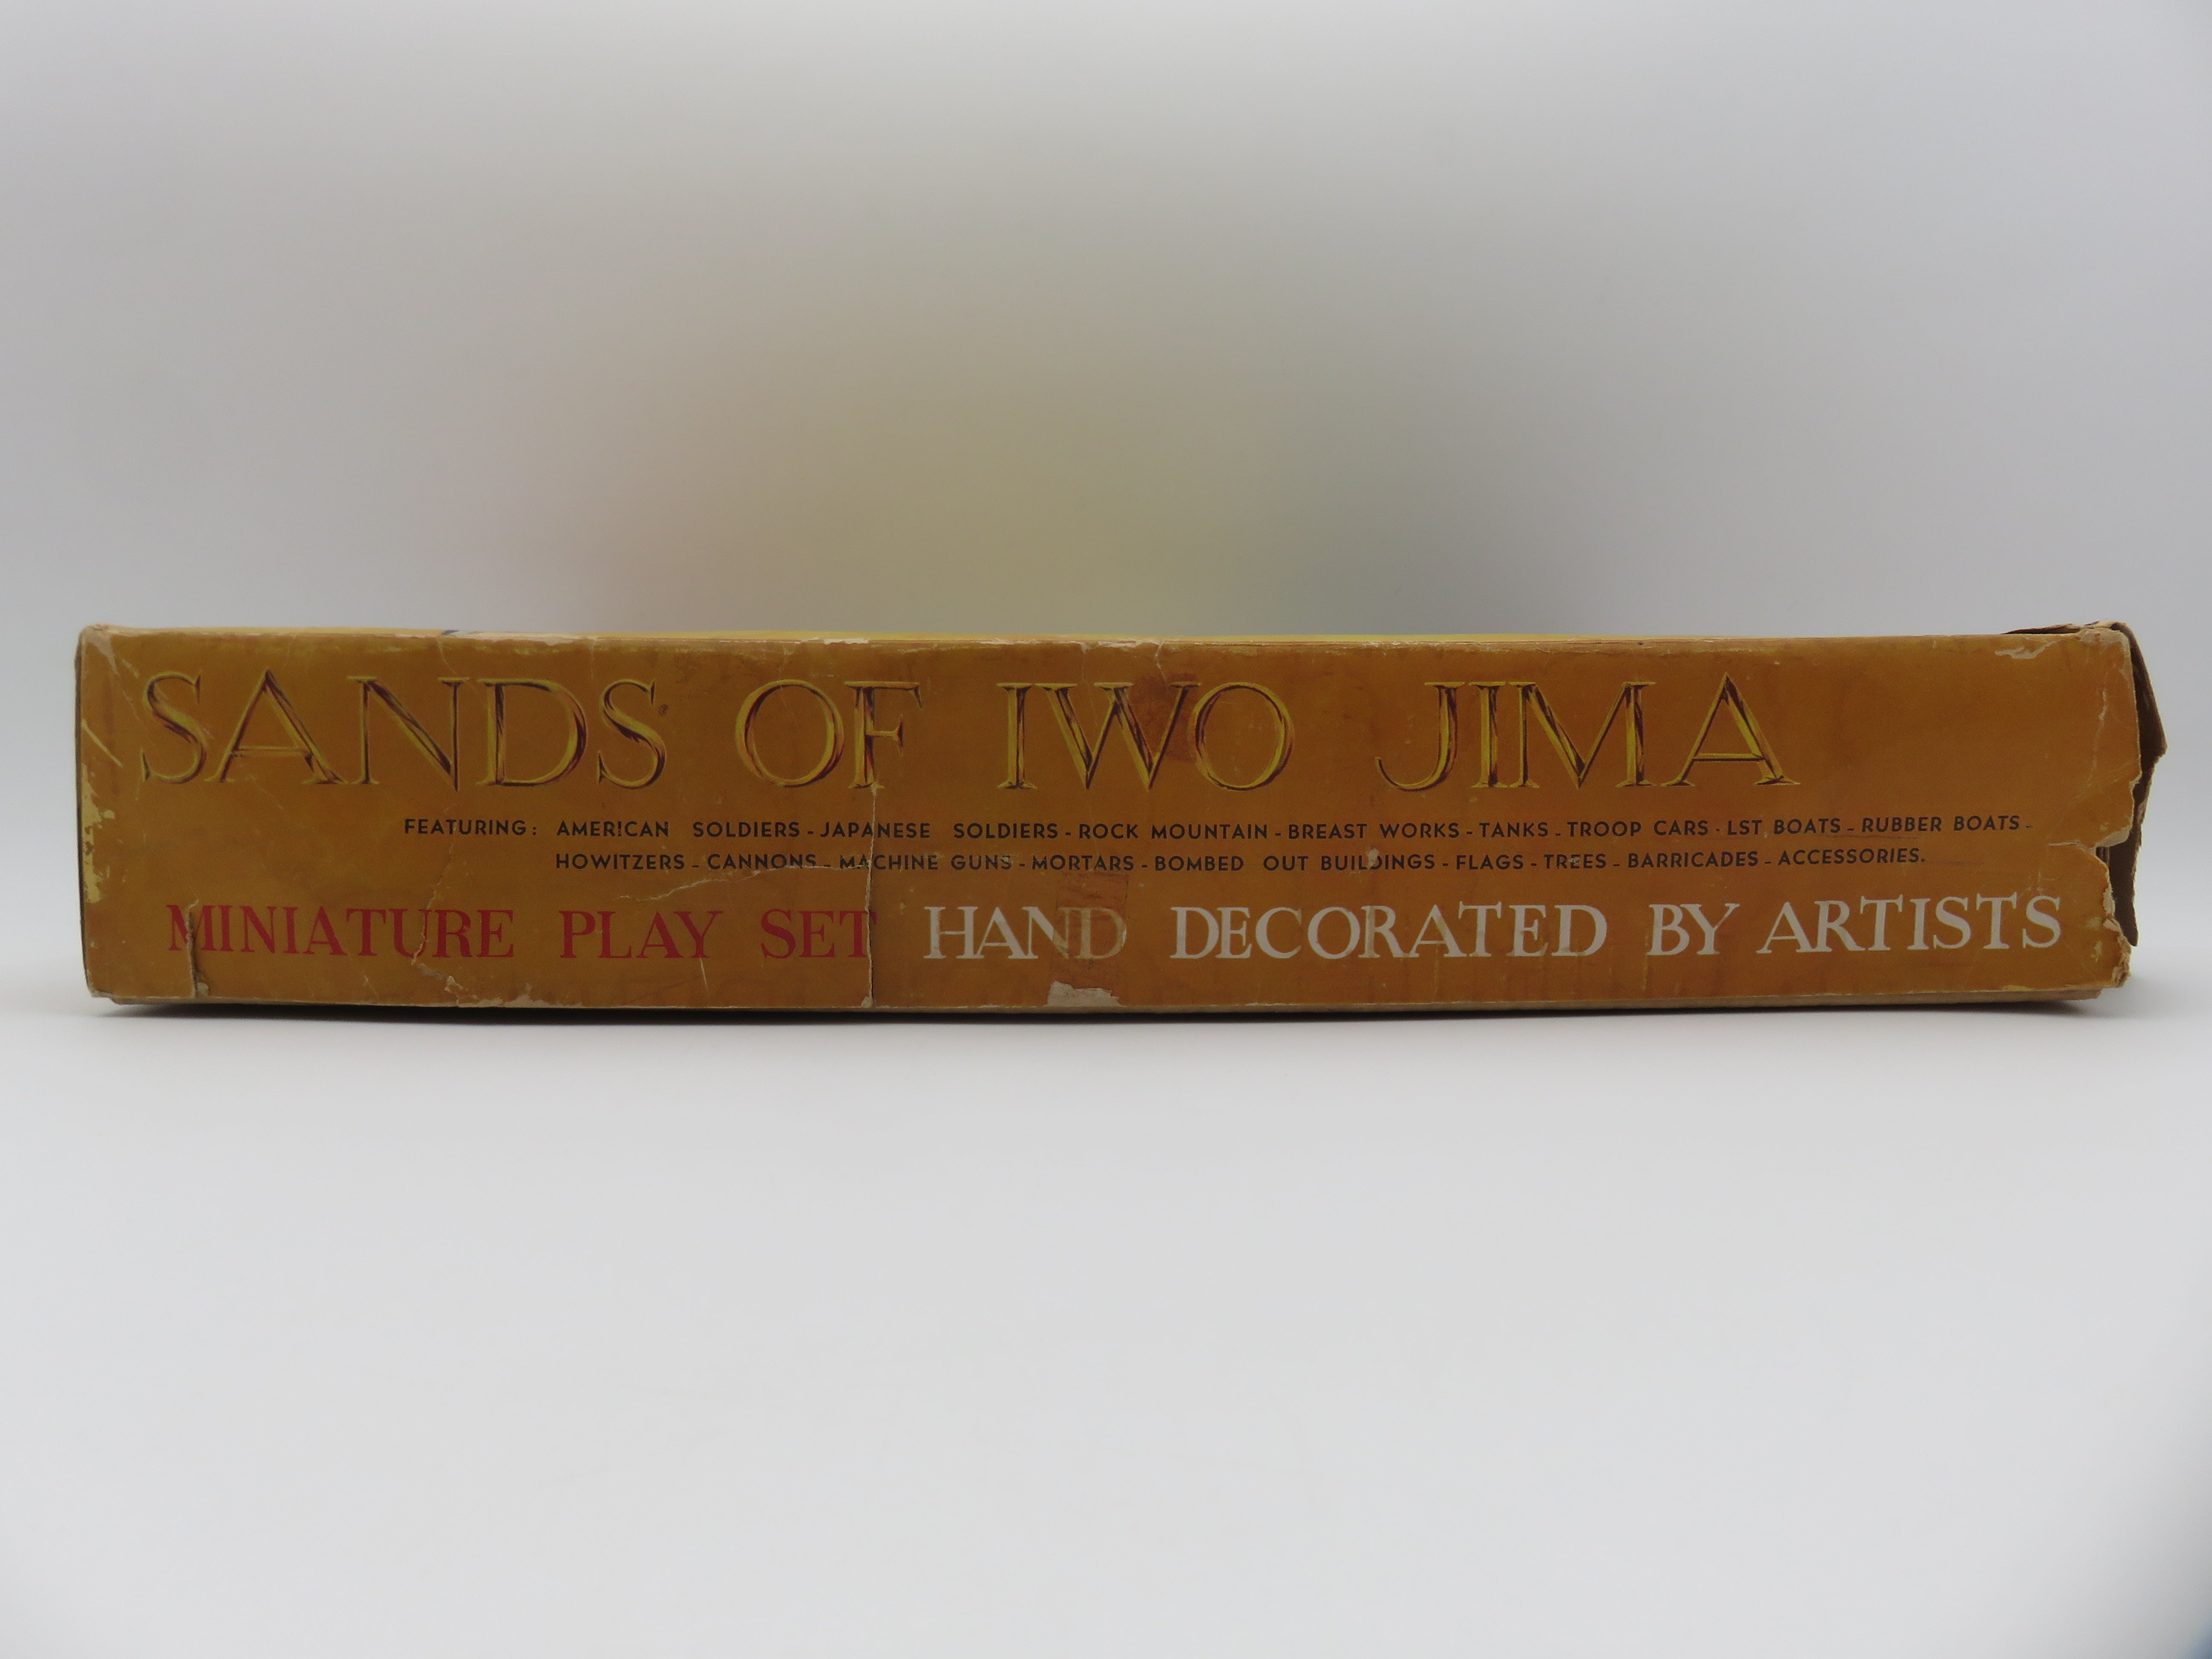 SANDS OF IWO JIMA
FEATURING: AMERICAN SOLDIERS - JAPANESE SOLDIERS - ROCK MOUNTAIN - BREAST WORKS - TANKS - TROOP CARS - LST BOATS - RUBBER BOATS -
HOWITZERS - CANNONS - MACHINE GUNS - MORTARS - BOMBED OUT BUILDINGS - FLAGS - TREES - BARRICADES - ACCESSORIES.
MINIATURE PLAY SET HAND DECORATED BY ARTISTS